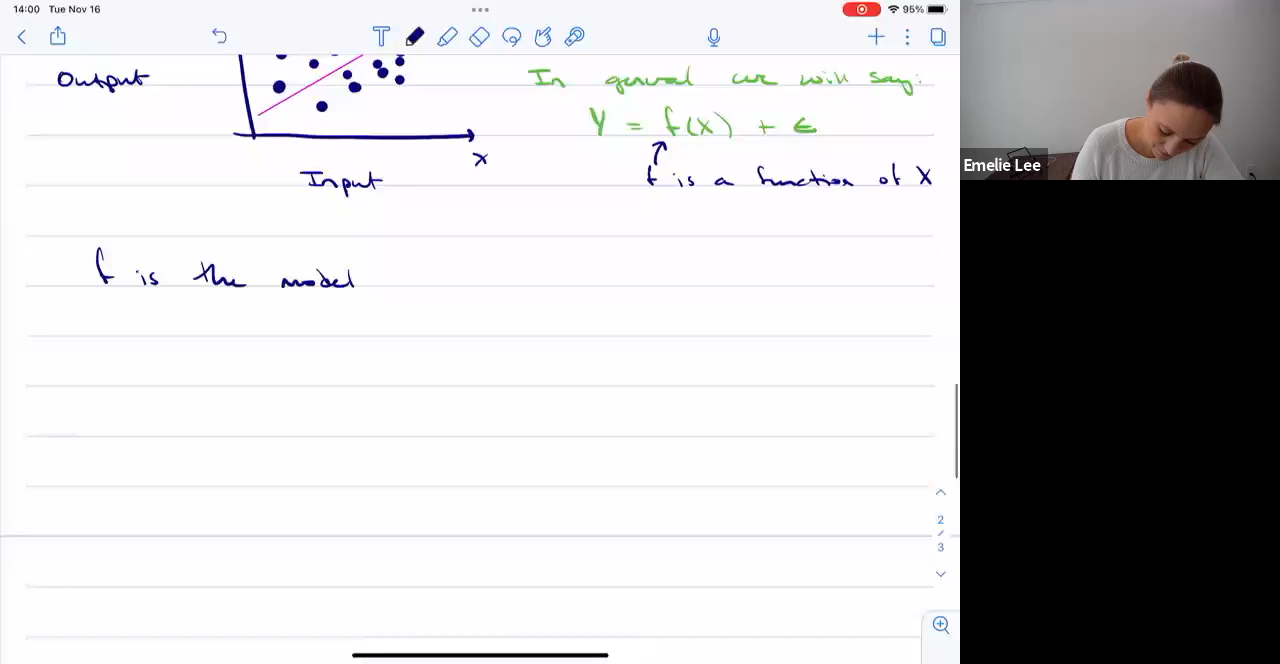 14:00 Tue Nov 16
95%
Output
In general we will say:
Y = f(X) + ϵ
x
Input
f is a function of X
Emelie Lee
f is the model
2
3